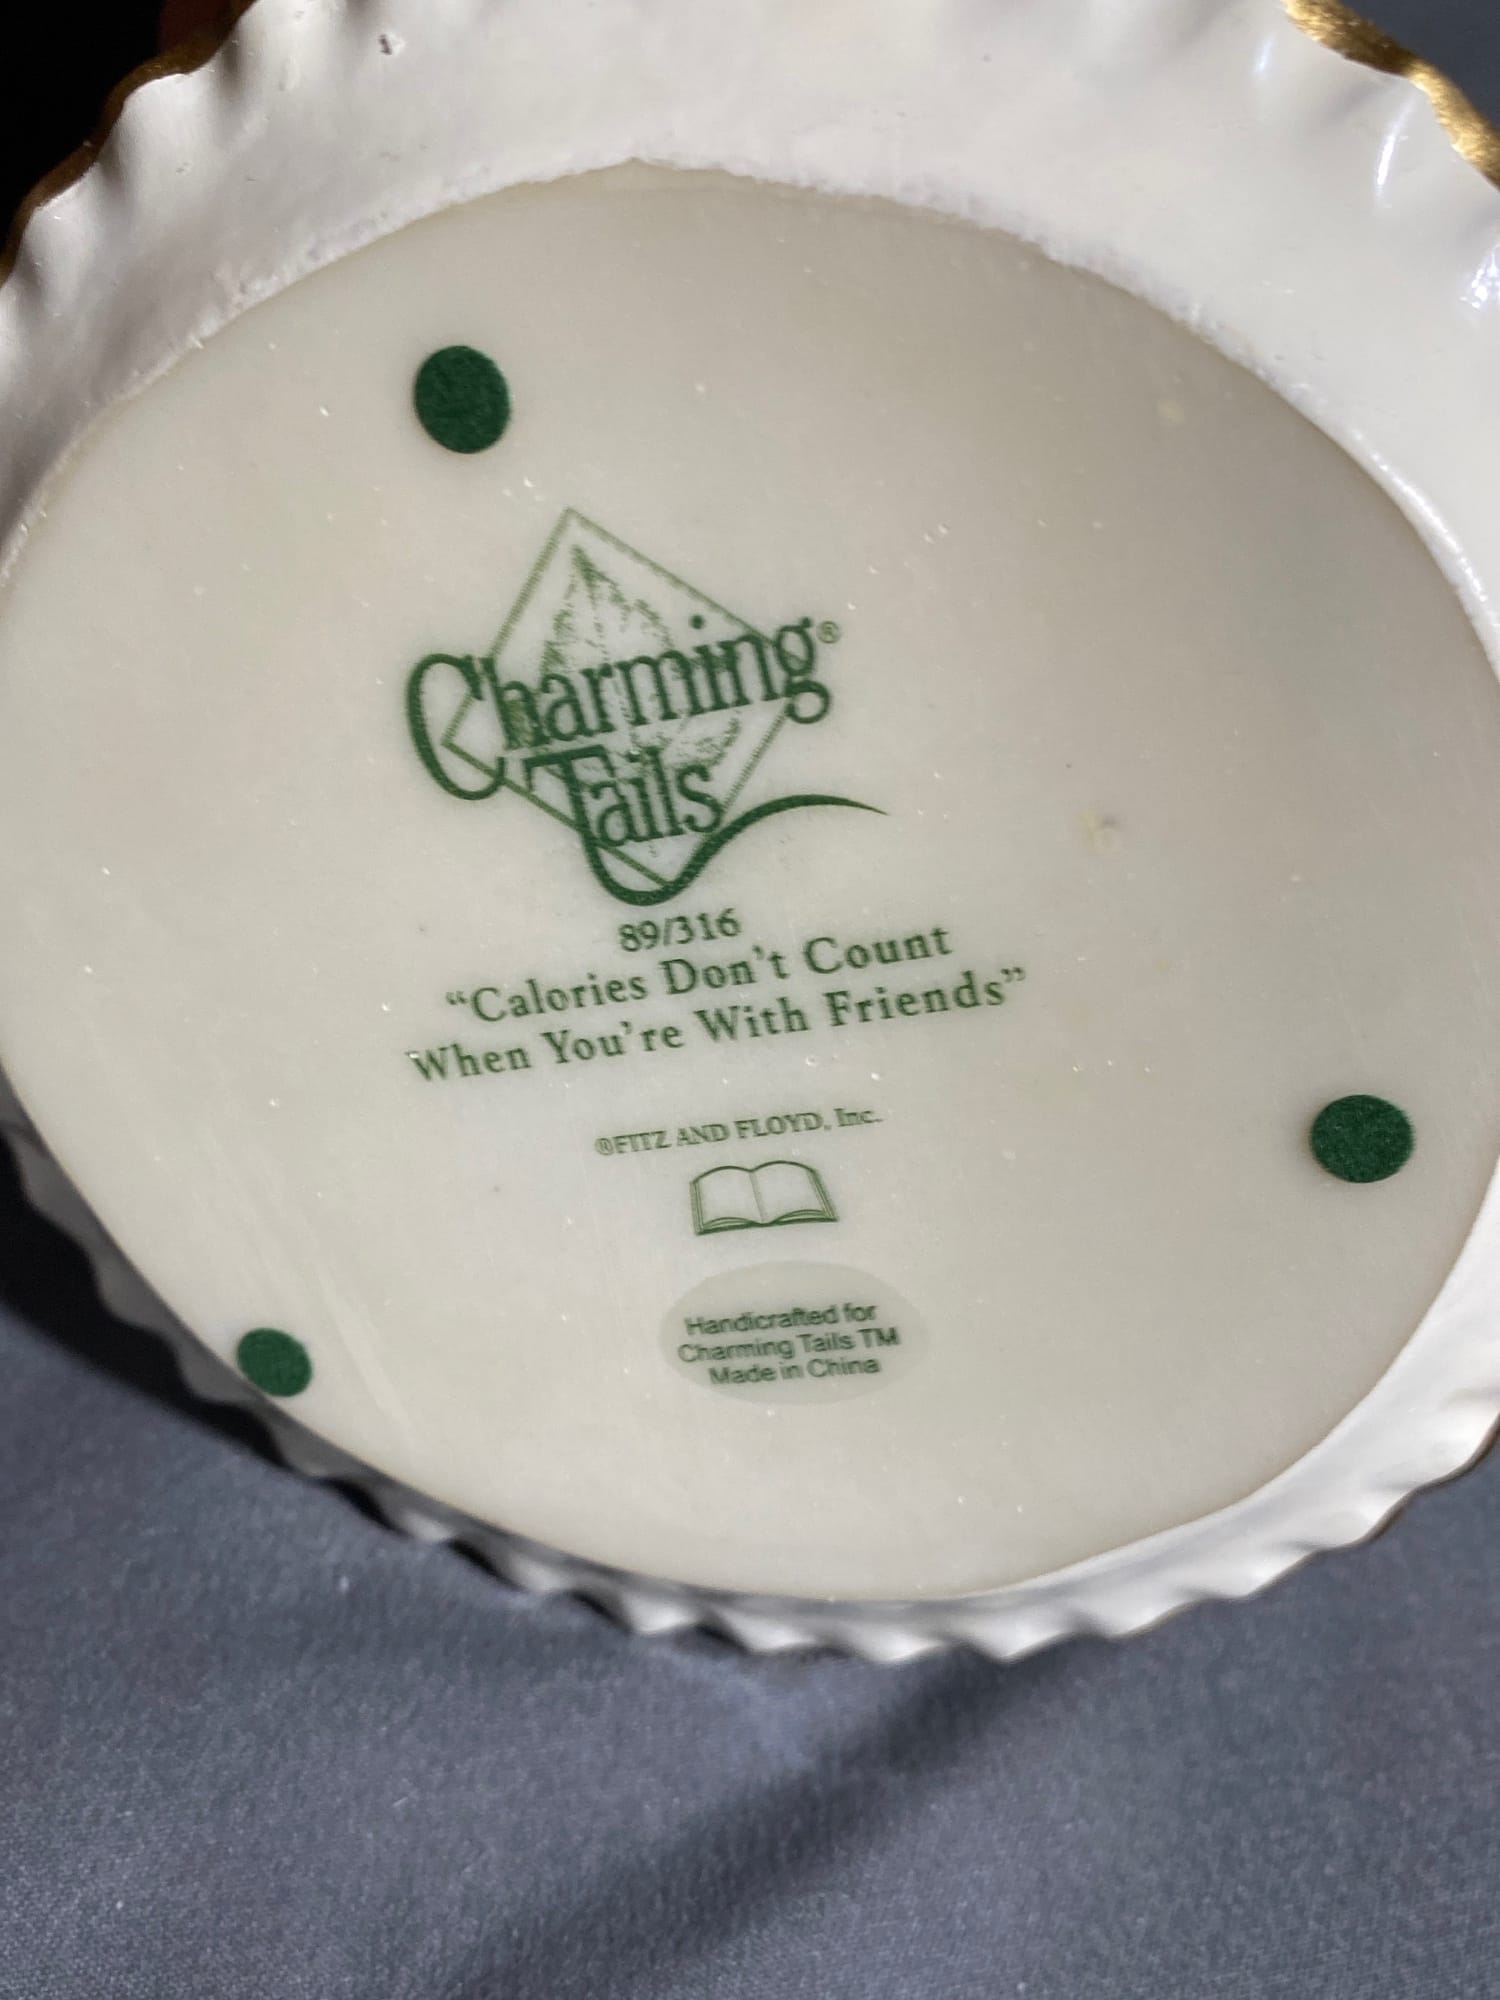 Charming®
Tails
89/316
“Calories Don’t Count
When You’re With Friends”
®FITZ AND FLOYD, Inc.
Handicrafted for
Charming Tails TM
Made in China